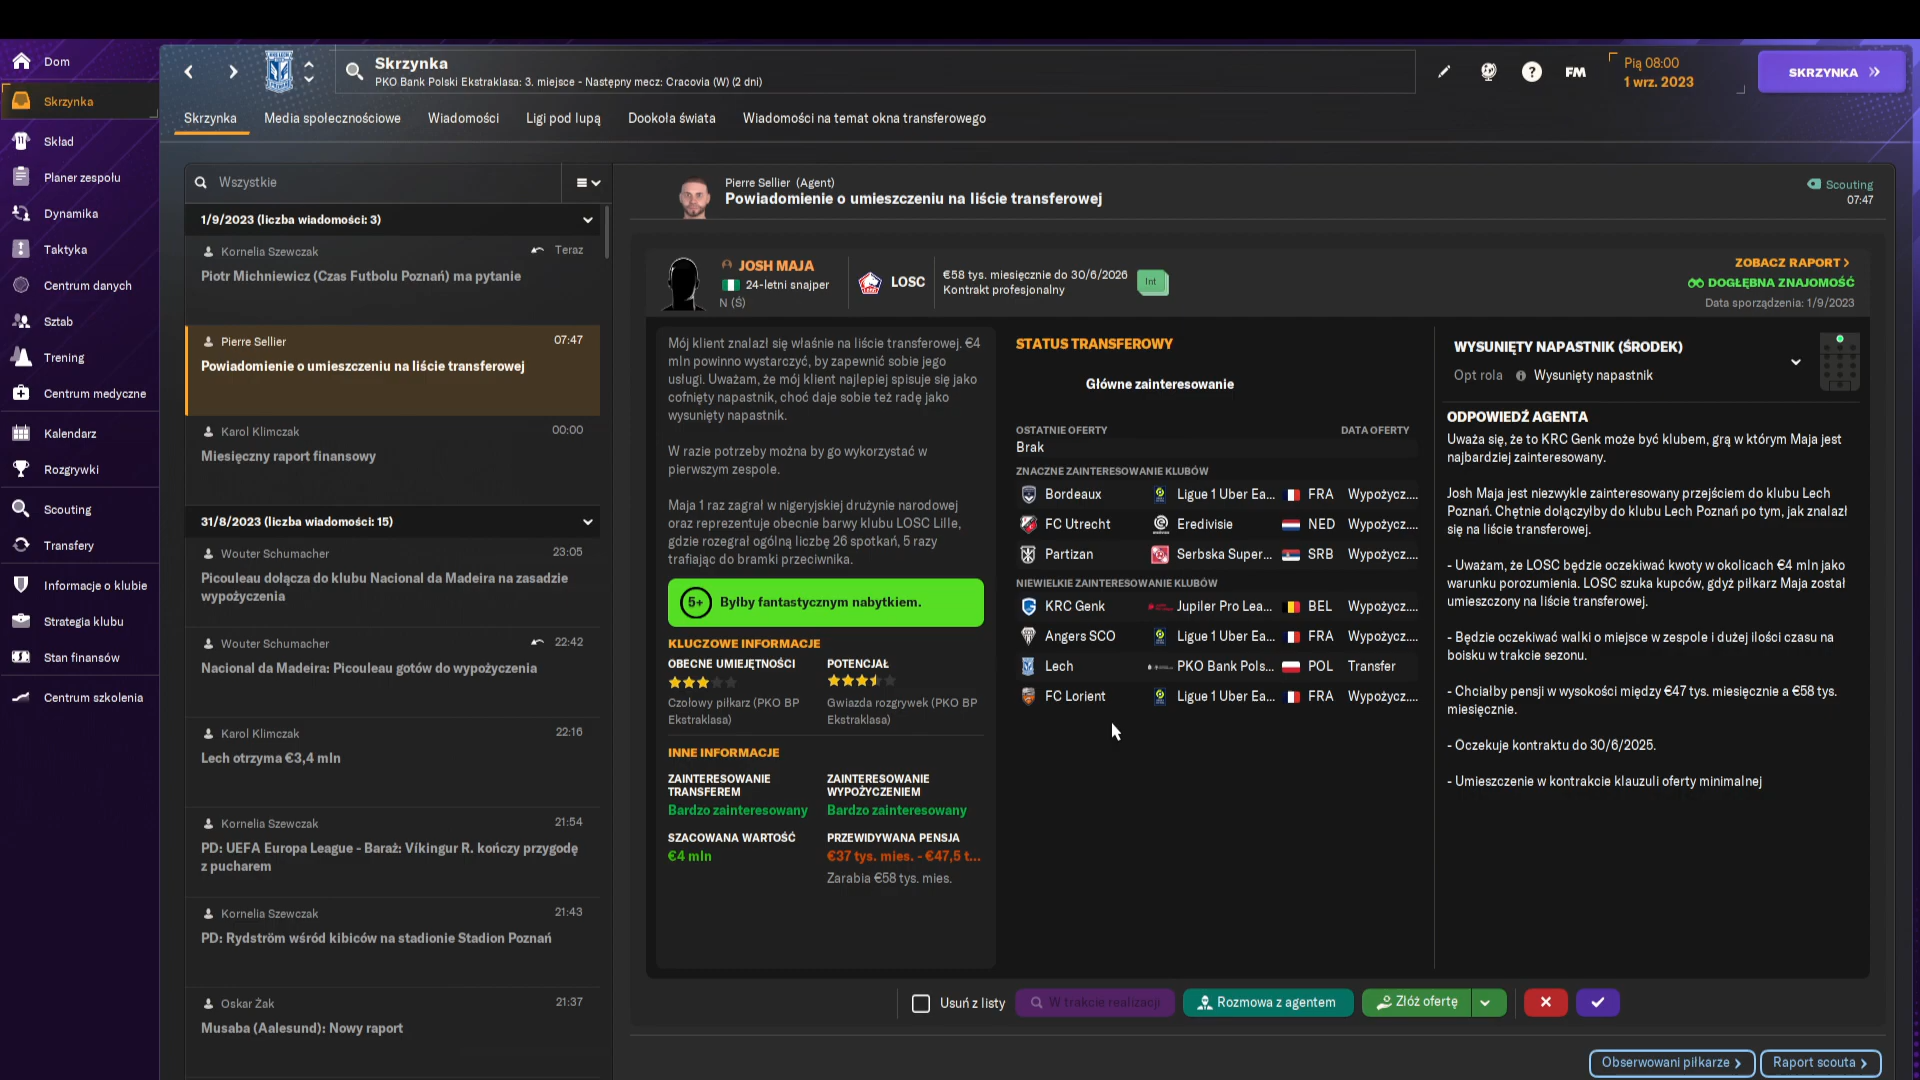 Dom
Skrzynka
Skład
Planer zespołu
Dynamika
Taktyka
Centrum danych
Sztab
Trening
Centrum medyczne
Kalendarz
Rozgrywki
Scouting
Transfery
Informacje o klubie
Strategia klubu
Stan finansów
Centrum szkolenia
Skrzynka
PKO Bank Polski Ekstraklasa: 3. miejsce - Następny mecz: Cracovia (W) (2 dni)
FM
Pią 08:00
1 wrz. 2023
SKRZYNKA
Skrzynka
Media społecznościowe
Wiadomości
Ligi pod lupą
Dookoła świata
Wiadomości na temat okna transferowego
Wszystkie
1/9/2023 (liczba wiadomości: 3)
Kornelia Szewczak Teraz
Piotr Michniewicz (Czas Futbolu Poznań) ma pytanie
Pierre Sellier 07:47
Powiadomienie o umieszczeniu na liście transferowej
Karol Klimczak 00:00
Miesięczny raport finansowy
31/8/2023 (liczba wiadomości: 15)
Wouter Schumacher 23:05
Picouleau dołącza do klubu Nacional da Madeira na zasadzie
wypożyczenia
Wouter Schumacher 22:42
Nacional da Madeira: Picouleau gotów do wypożyczenia
Karol Klimczak 22:16
Lech otrzyma €3,4 mln
Kornelia Szewczak 21:54
PD: UEFA Europa League - Baraż: Víkingur R. kończy przygodę
z pucharem
Kornelia Szewczak 21:43
PD: Rydström wśród kibiców na stadionie Stadion Poznań
Oskar Żak 21:37
Musaba (Aalesund): Nowy raport
Pierre Sellier (Agent)
Powiadomienie o umieszczeniu na liście transferowej
Scouting
07:47
JOSH MAJA
24-letni snajper
N (Ś)
LOSC
€58 tys. miesięcznie do 30/6/2026
Kontrakt profesjonalny
Int
ZOBACZ RAPORT >
DOGŁĘBNA ZNAJOMOŚĆ
Data sporządzenia: 1/9/2023
Mój klient znalazł się właśnie na liście transferowej. €4
mln powinno wystarczyć, by zapewnić sobie jego
usługi. Uważam, że mój klient najlepiej spisuje się jako
cofnięty napastnik, choć daje sobie też radę jako
wysunięty napastnik.
W razie potrzeby można by go wykorzystać w
pierwszym zespole.
Maja 1 raz zagrał w nigeryjskiej drużynie narodowej
oraz reprezentuje obecnie barwy klubu LOSC Lille,
gdzie rozegrał ogólną liczbę 26 spotkań, 5 razy
trafiając do bramki przeciwnika.
5+ Byłby fantastycznym nabytkiem.
KLUCZOWE INFORMACJE
OBECNE UMIEJĘTNOŚCI POTENCJAŁ
Czołowy piłkarz (PKO BP Gwiazda rozgrywek (PKO BP
Ekstraklasa) Ekstraklasa)
INNE INFORMACJE
ZAINTERESOWANIE ZAINTERESOWANIE
TRANSFEREM WYPOŻYCZENIEM
Bardzo zainteresowany Bardzo zainteresowany
SZACOWANA WARTOŚĆ PRZEWIDYWANA PENSJA
€4 mln €37 tys. mies. - €47,5 t...
Zarabia €58 tys. mies.
STATUS TRANSFEROWY
Główne zainteresowanie
OSTATNIE OFERTY DATA OFERTY
Brak
ZNACZNE ZAINTERESOWANIE KLUBÓW
Bordeaux Ligue 1 Uber Ea... FRA Wypożycz....
FC Utrecht Eredivisie NED Wypożycz....
Partizan Serbska Super... SRB Wypożycz....
NIEWIELKIE ZAINTERESOWANIE KLUBÓW
KRC Genk Jupiler Pro Lea... BEL Wypożycz....
Angers SCO Ligue 1 Uber Ea... FRA Wypożycz....
Lech PKO Bank Pols... POL Transfer
FC Lorient Ligue 1 Uber Ea... FRA Wypożycz....
WYSUNIĘTY NAPASTNIK (ŚRODEK)
Opt rola Wysunięty napastnik
ODPOWIEDŹ AGENTA
Uważa się, że to KRC Genk może być klubem, grą w którym Maja jest
najbardziej zainteresowany.
Josh Maja jest niezwykle zainteresowany przejściem do klubu Lech
Poznań. Chętnie dołączyłby do klubu Lech Poznań po tym, jak znalazł
się na liście transferowej.
- Uważam, że LOSC będzie oczekiwać kwoty w okolicach €4 mln jako
warunku porozumienia. LOSC szuka kupców, gdyż piłkarz Maja został
umieszczony na liście transferowej.
- Będzie oczekiwać walki o miejsce w zespole i dużej ilości czasu na
boisku w trakcie sezonu.
- Chciałby pensji w wysokości między €47 tys. miesięcznie a €58 tys.
miesięcznie.
- Oczekuje kontraktu do 30/6/2025.
- Umieszczenie w kontrakcie klauzuli oferty minimalnej
Usuń z listy
W trakcie realizacji
Rozmowa z agentem
Złóż ofertę
Obserwowani piłkarze >
Raport scouta >